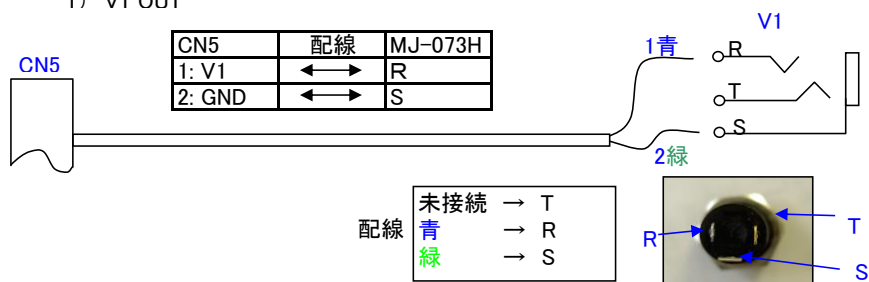 1) V1 OUT
V1
CN5 配線 MJ-073H
1: V1 ←→ R
2: GND ←→ S
CN5
1青
R
T
S
2緑
配線
未接続 → T
青 → R
緑 → S
R
T
S